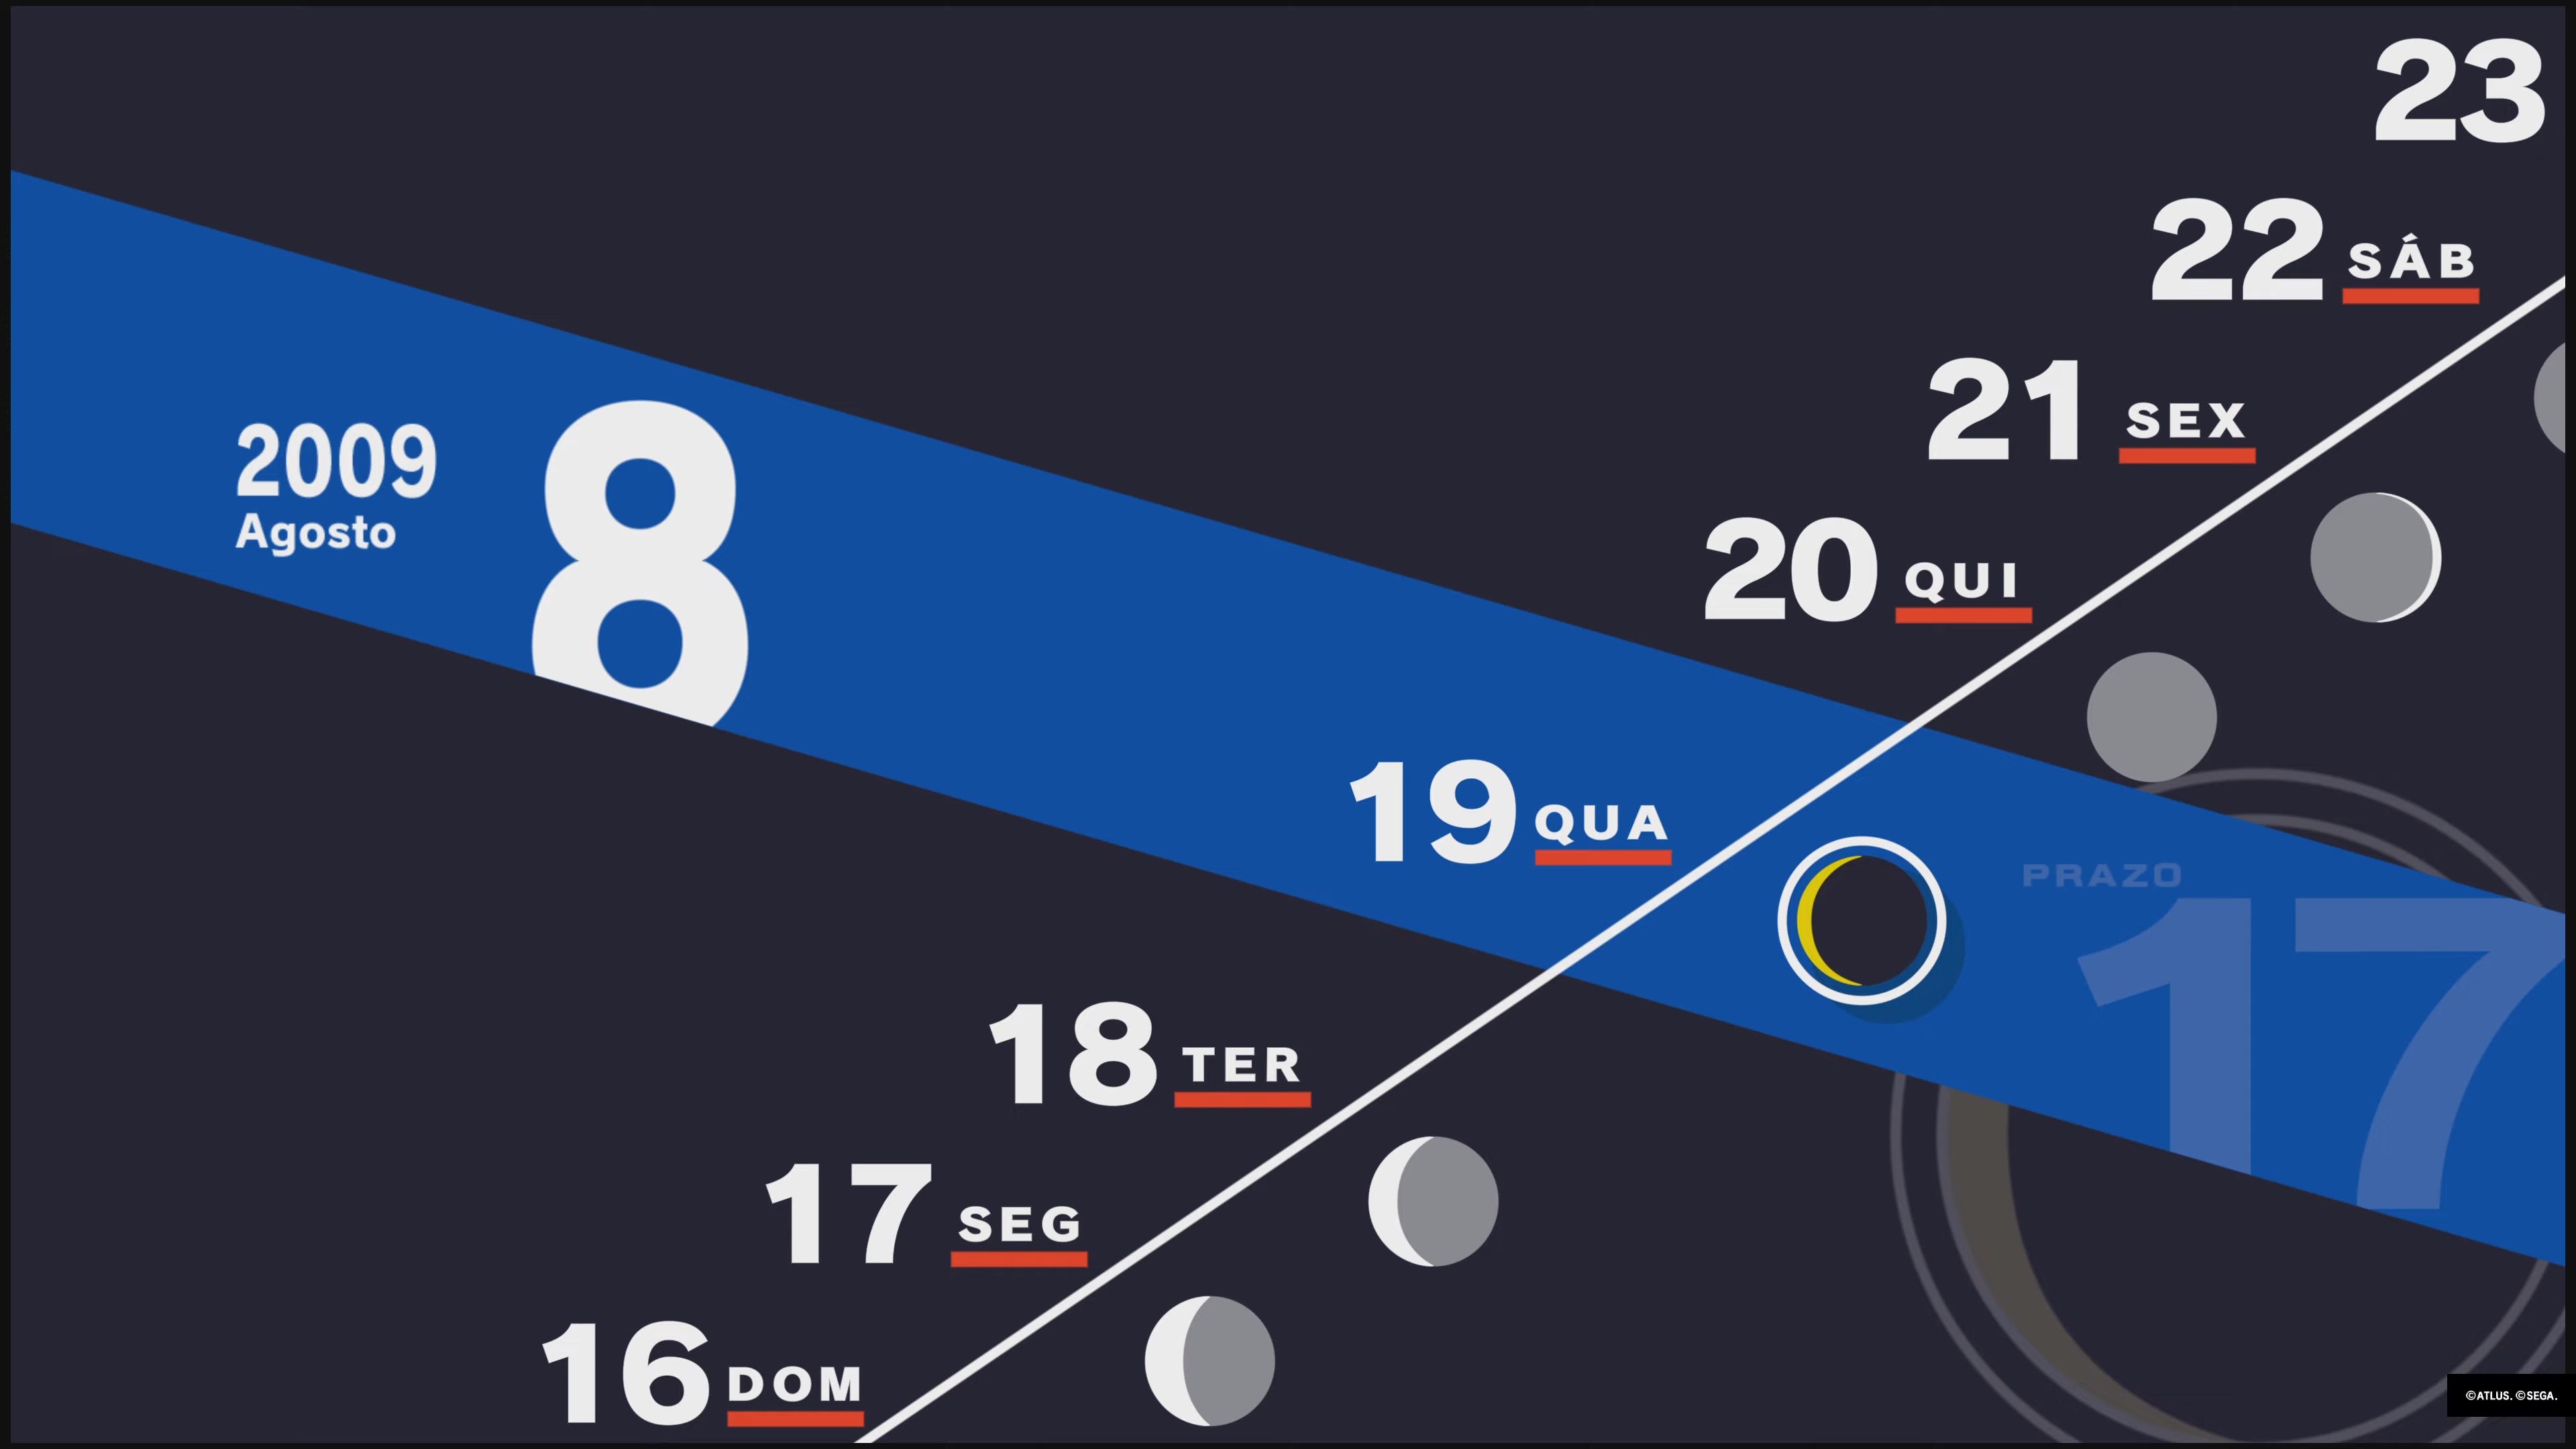 23
22 SÁB
21 SEX
20 QUI
2009
Agosto
8
19 QUA
PRAZO
17
18 TER
17 SEG
16 DOM
©ATLUS. ©SEGA.